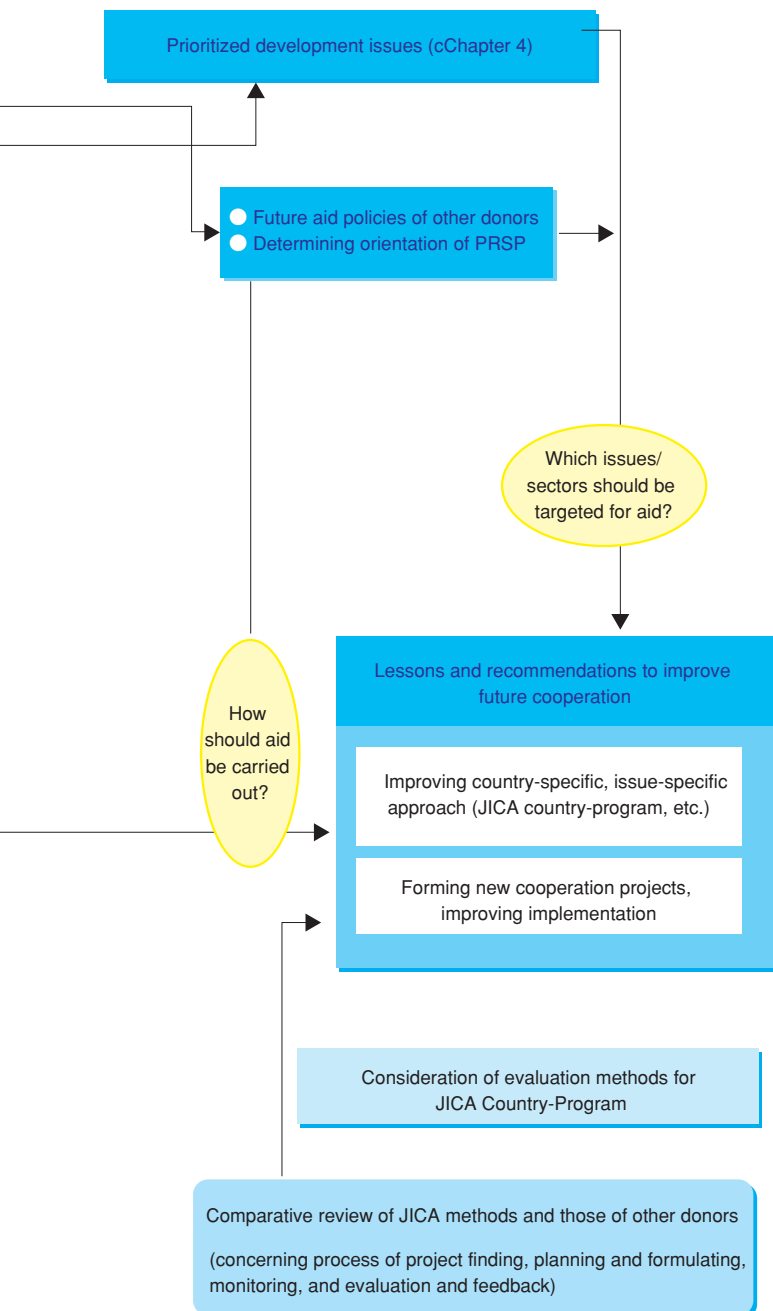 Prioritized development issues (cChapter 4)
Future aid policies of other donors
Determining orientation of PRSP
Which issues/
sectors should be
targeted for aid?
Lessons and recommendations to improve
future cooperation
How
should aid
be carried
out?
Improving country-specific, issue-specific
approach (JICA country-program, etc.)
Forming new cooperation projects,
improving implementation
Consideration of evaluation methods for
JICA Country-Program
Comparative review of JICA methods and those of other donors
(concerning process of project finding, planning and formulating,
monitoring, and evaluation and feedback)